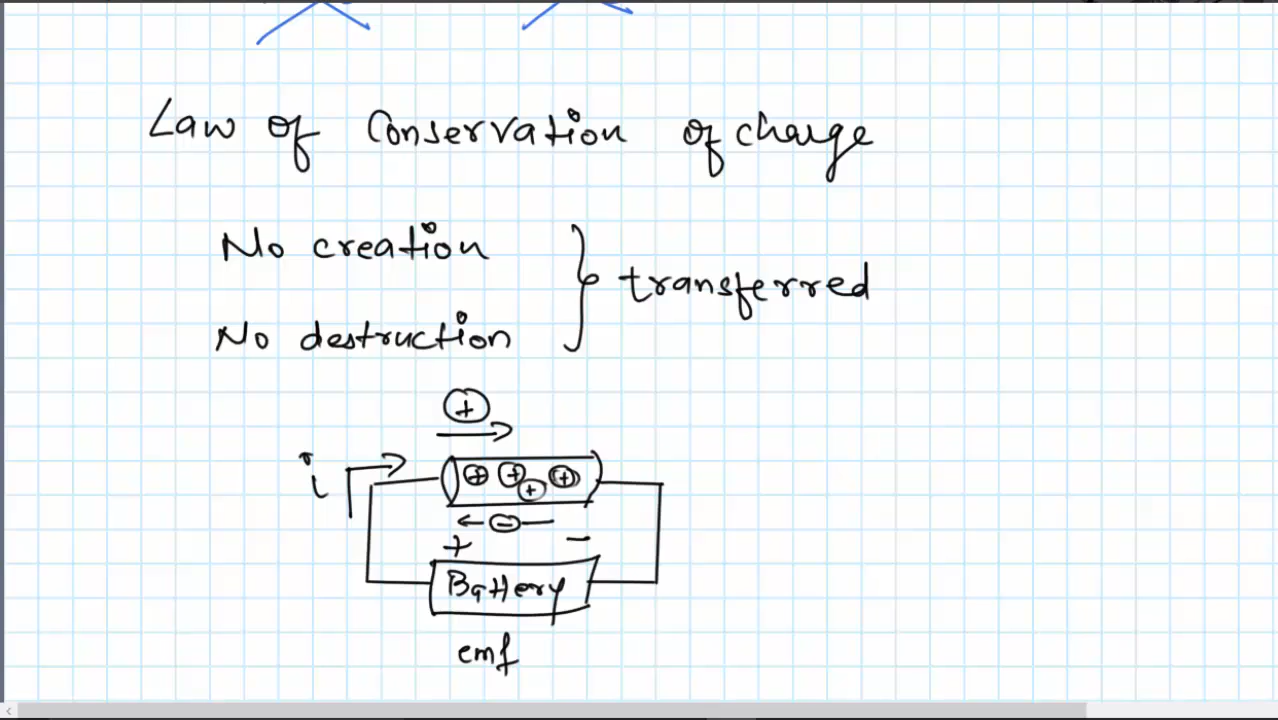 Law of Conservation of charge
No creation
transferred
No destruction
+
i
+ + + +
−
+ −
Battery
emf